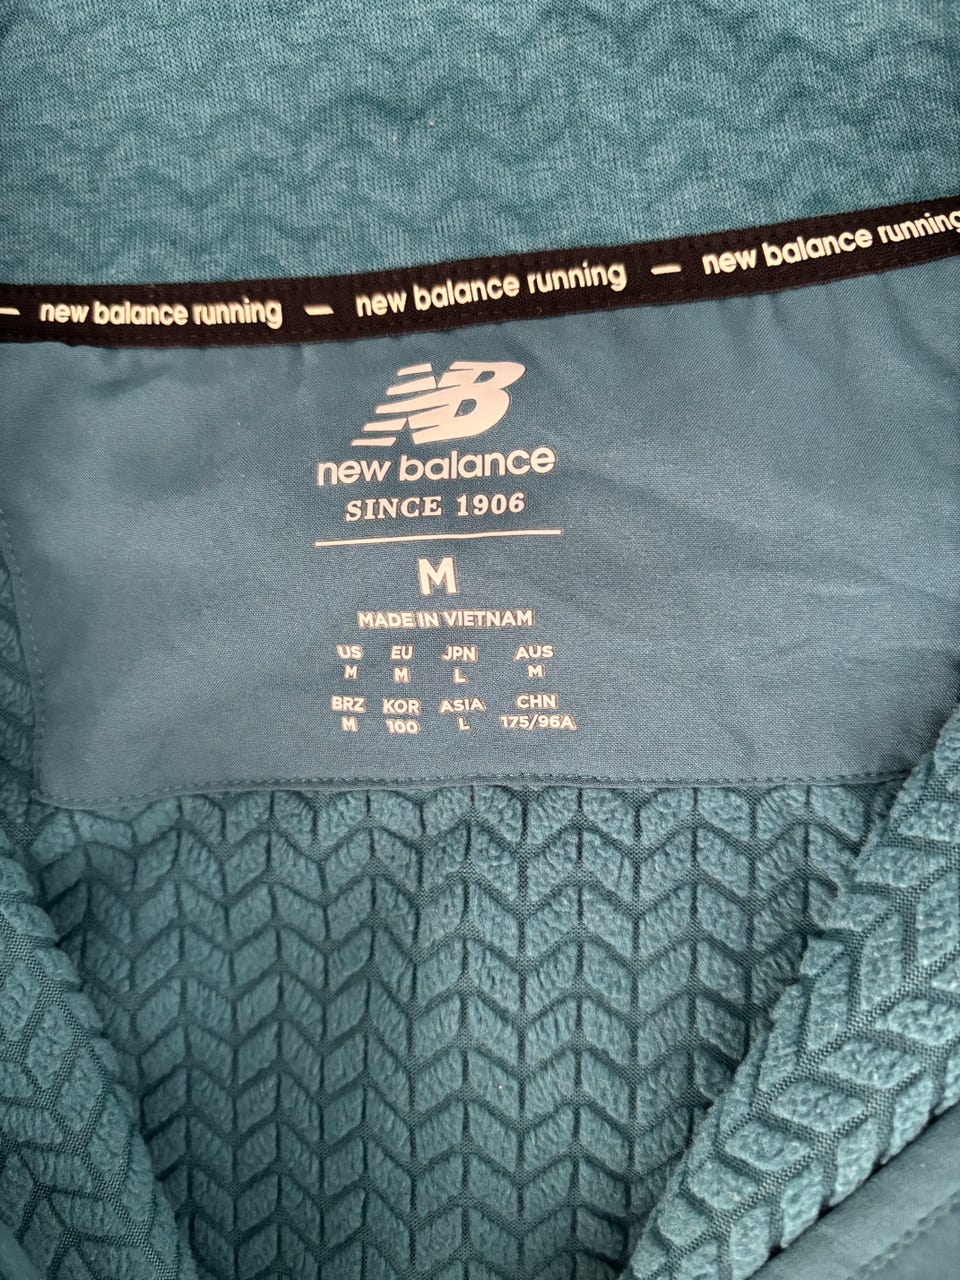 new balance running — new balance running — new balance running
NB
new balance
SINCE 1906
M
MADE IN VIETNAM
US EU JPN AUS
M M L M
BRZ KOR ASIA CHN
M 100 L 175/96A